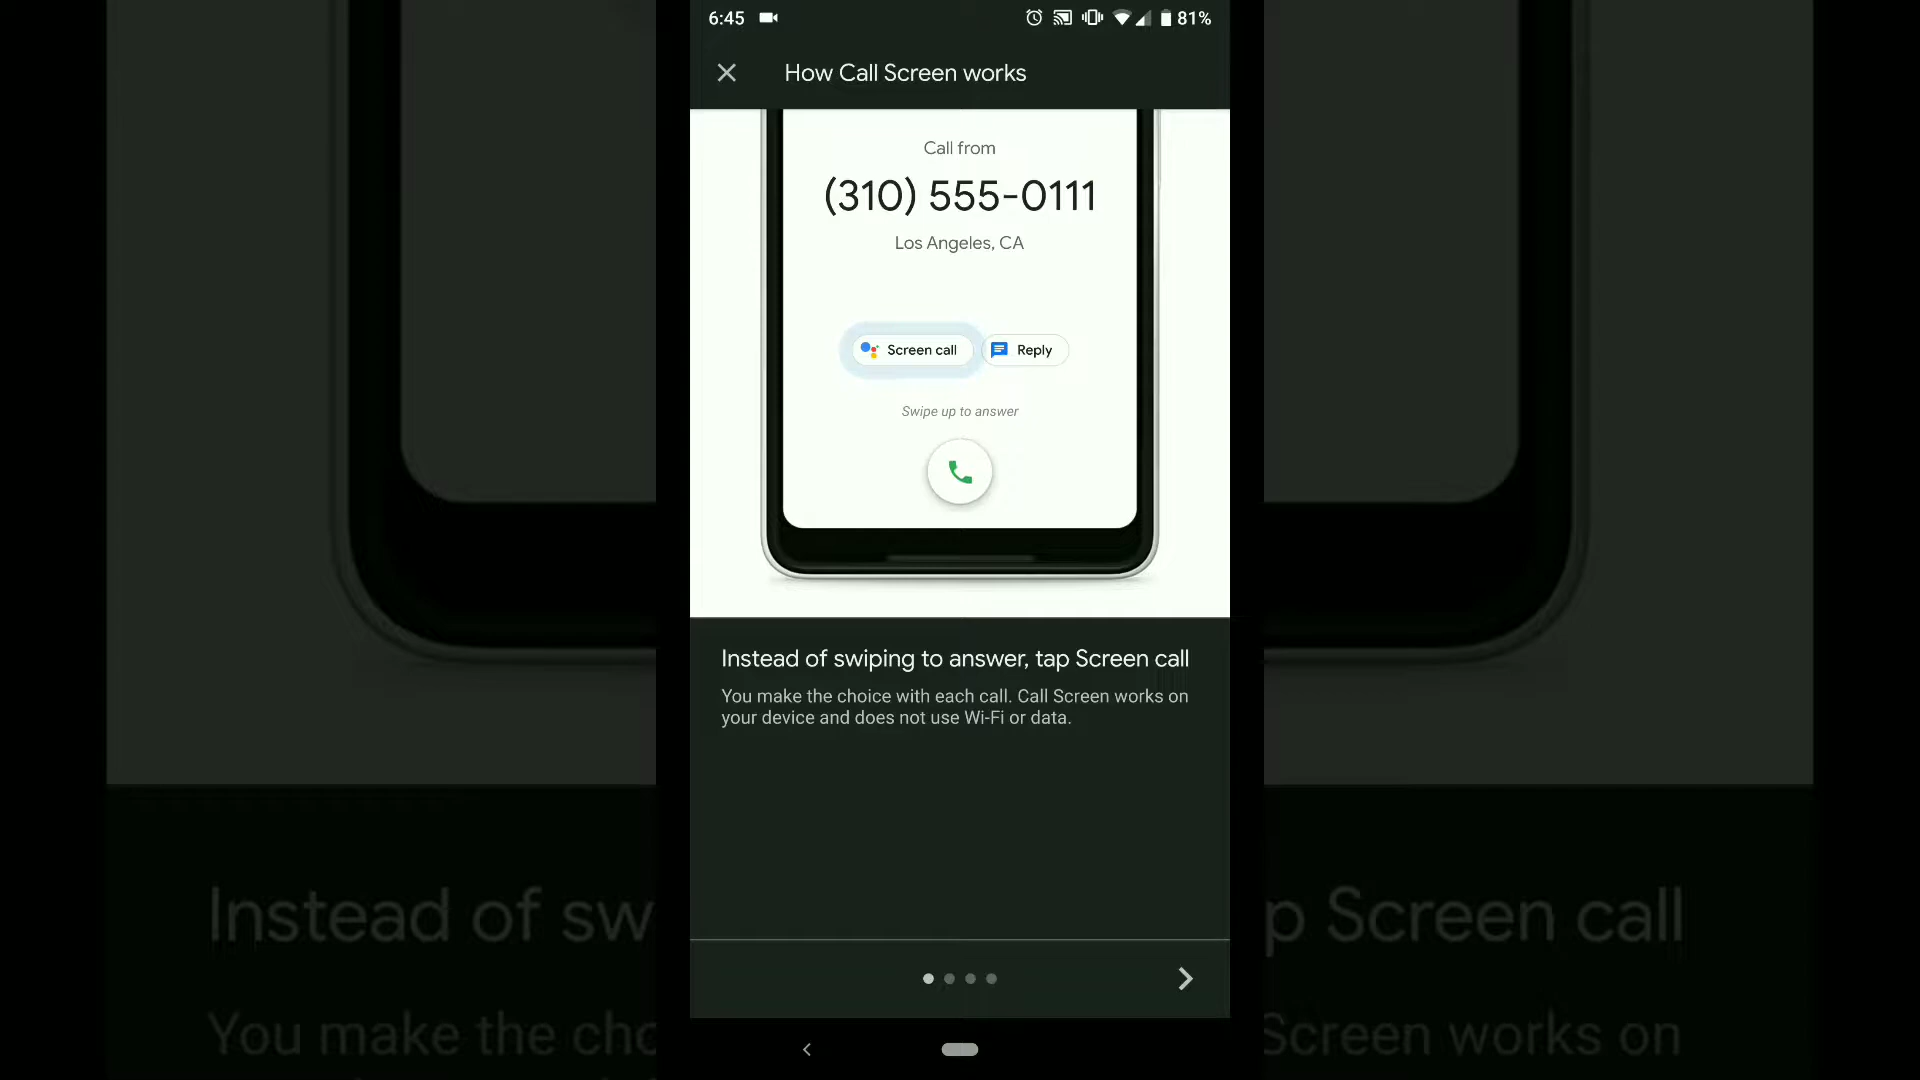 6:45 81%
How Call Screen works
Call from
(310) 555-0111
Los Angeles, CA
Screen call Reply
Swipe up to answer
Instead of swiping to answer, tap Screen call
You make the choice with each call. Call Screen works on
your device and does not use Wi-Fi or data.
Instead of sw p Screen call
You make the cho Screen works on